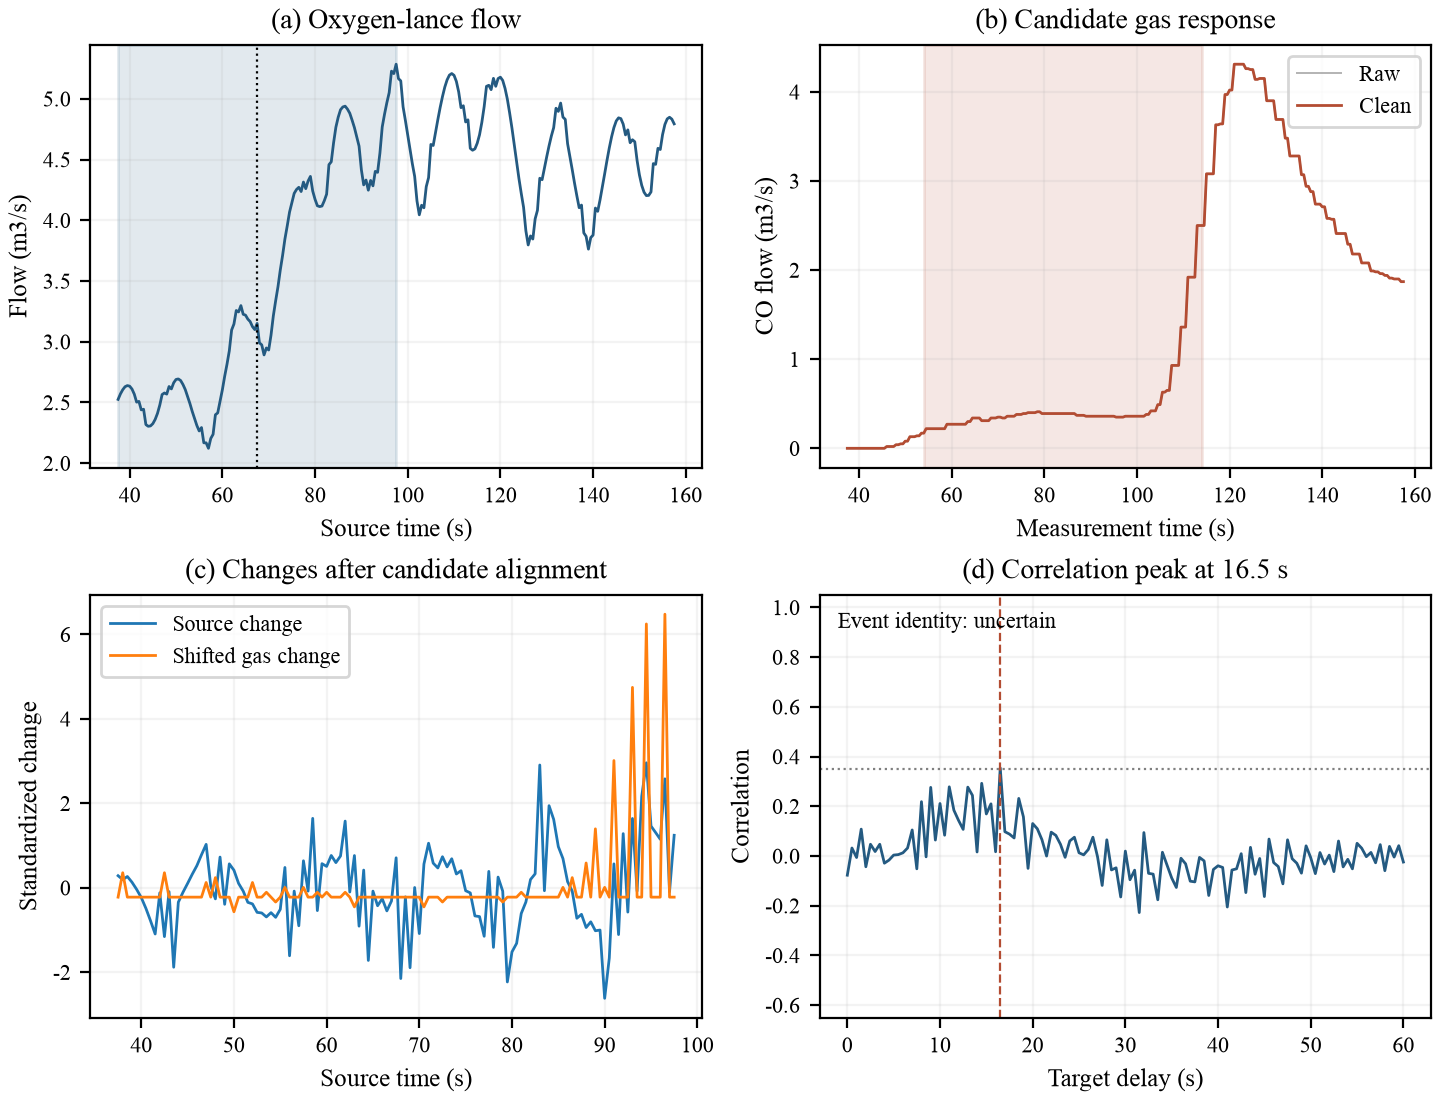 (a) Oxygen-lance flow
Flow (m3/s)
5.0
4.5
4.0
3.5
3.0
2.5
2.0
40 60 80 100 120 140 160
Source time (s)
(b) Candidate gas response
CO flow (m3/s)
4
3
2
1
0
Raw
Clean
40 60 80 100 120 140 160
Measurement time (s)
(c) Changes after candidate alignment
Standardized change
6
4
2
0
-2
Source change
Shifted gas change
40 50 60 70 80 90 100
Source time (s)
(d) Correlation peak at 16.5 s
Correlation
1.0
0.8
0.6
0.4
0.2
0.0
-0.2
-0.4
-0.6
Event identity: uncertain
0 10 20 30 40 50 60
Target delay (s)